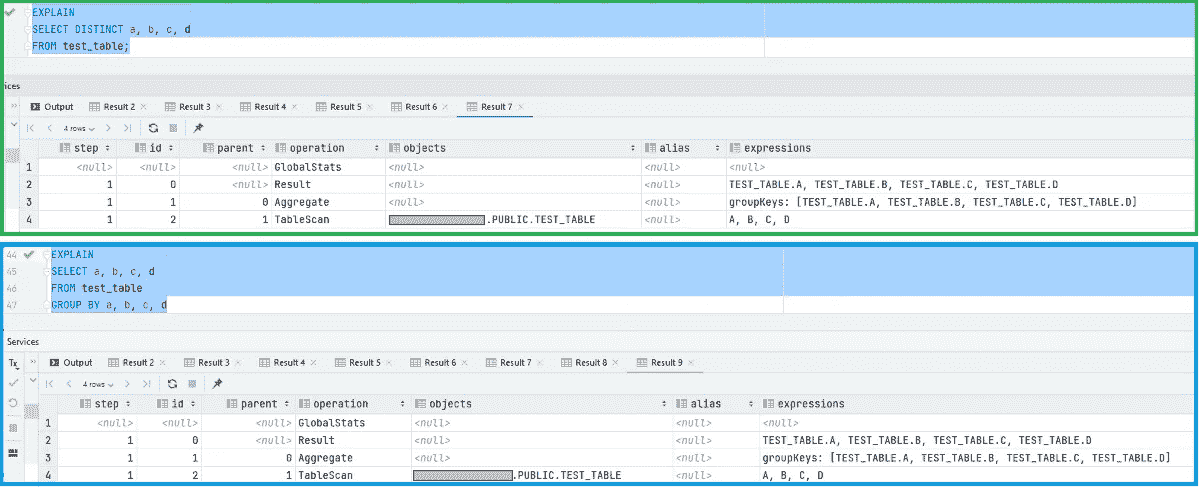 EXPLAIN
SELECT DISTINCT a, b, c, d
FROM test_table;
ices
Output Result 2 Result 3 Result 4 Result 5 Result 6 Result 7
4 rows
step id parent operation objects alias expressions
1 <null> <null> <null> GlobalStats <null> <null> <null>
2 1 0 <null> Result <null> <null> TEST_TABLE.A, TEST_TABLE.B, TEST_TABLE.C, TEST_TABLE.D
3 1 1 0 Aggregate <null> <null> groupKeys: [TEST_TABLE.A, TEST_TABLE.B, TEST_TABLE.C, TEST_TABLE.D]
4 1 2 1 TableScan .PUBLIC.TEST_TABLE <null> A, B, C, D
44 EXPLAIN
45 SELECT a, b, c, d
46 FROM test_table
47 GROUP BY a, b, c, d
Services
Tx Output Result 2 Result 3 Result 4 Result 5 Result 6 Result 7 Result 8 Result 9
4 rows
step id parent operation objects alias expressions
1 <null> <null> <null> GlobalStats <null> <null> <null>
2 1 0 <null> Result <null> <null> TEST_TABLE.A, TEST_TABLE.B, TEST_TABLE.C, TEST_TABLE.D
3 1 1 0 Aggregate <null> <null> groupKeys: [TEST_TABLE.A, TEST_TABLE.B, TEST_TABLE.C, TEST_TABLE.D]
4 1 2 1 TableScan .PUBLIC.TEST_TABLE <null> A, B, C, D